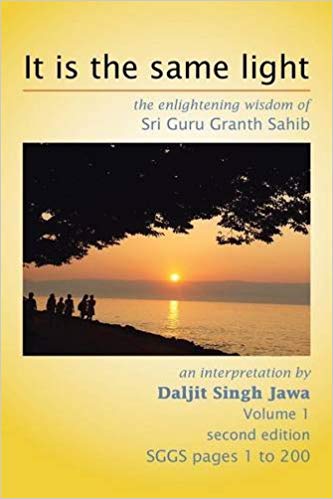 It is the same light
the enlightening wisdom of
Sri Guru Granth Sahib
an interpretation by
Daljit Singh Jawa
Volume 1
second edition
SGGS pages 1 to 200